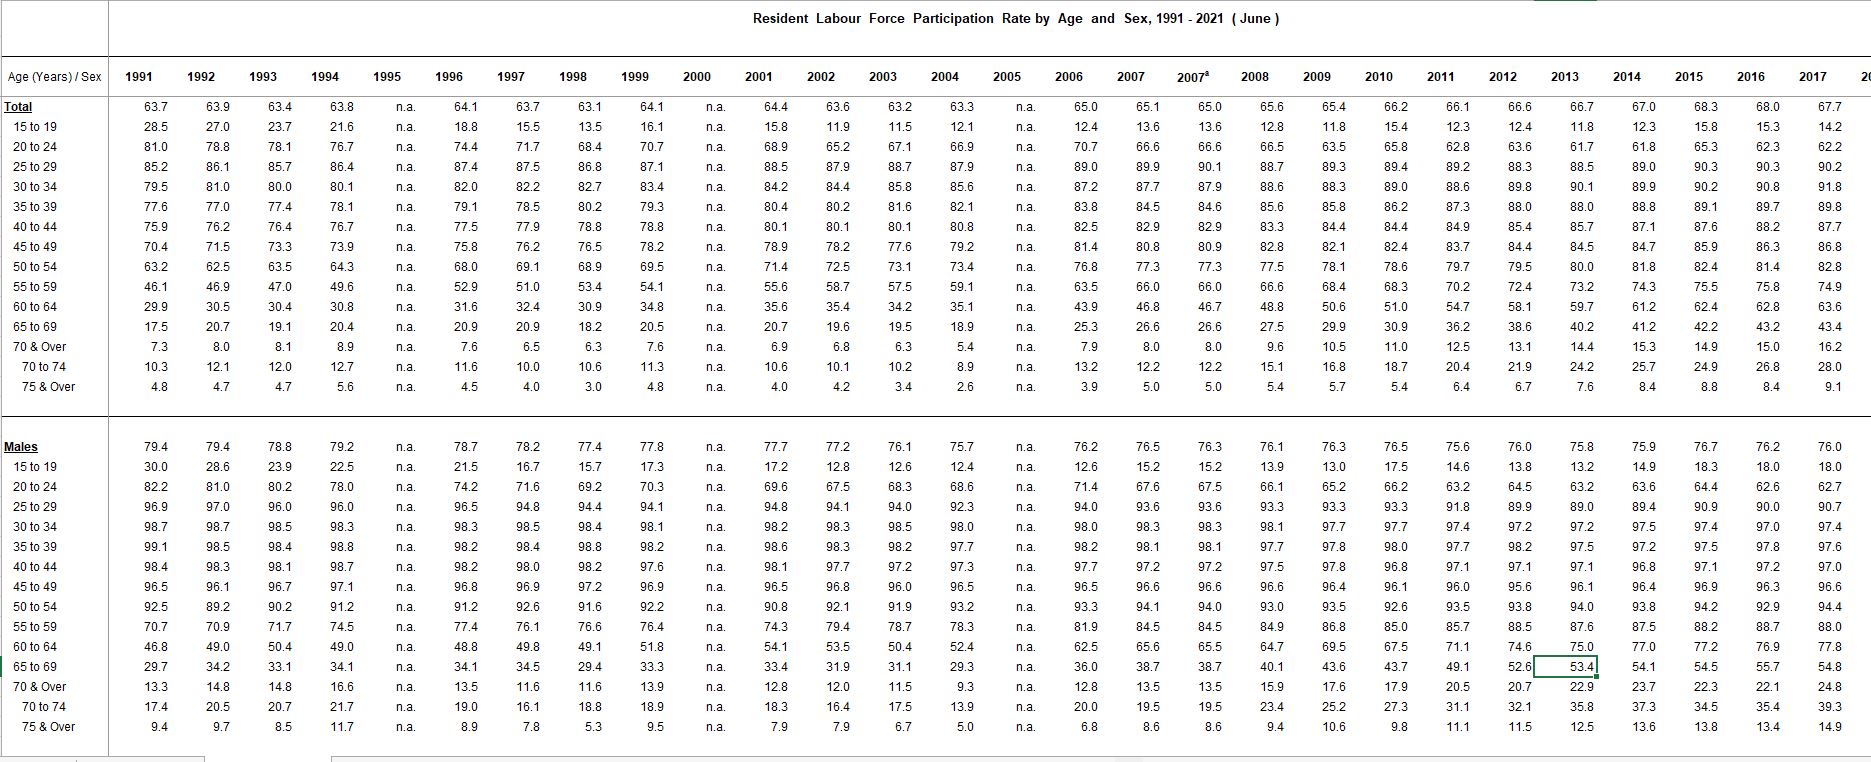 Resident Labour Force Participation Rate by Age and Sex, 1991 - 2021 ( June )
Age (Years) / Sex 1991 1992 1993 1994 1995 1996 1997 1998 1999 2000 2001 2002 2003 2004 2005 2006 2007 2007ª 2008 2009 2010 2011 2012 2013 2014 2015 2016 2017 20
Total 63.7 63.9 63.4 63.8 n.a. 64.1 63.7 63.1 64.1 n.a. 64.4 63.6 63.2 63.3 n.a. 65.0 65.1 65.0 65.6 65.4 66.2 66.1 66.6 66.7 67.0 68.3 68.0 67.7
15 to 19 28.5 27.0 23.7 21.6 n.a. 18.8 15.5 13.5 16.1 n.a. 15.8 11.9 11.5 12.1 n.a. 12.4 13.6 13.6 12.8 11.8 15.4 12.3 12.4 11.8 12.3 15.8 15.3 14.2
20 to 24 81.0 78.8 78.1 76.7 n.a. 74.4 71.7 68.4 70.7 n.a. 68.9 65.2 67.1 66.9 n.a. 70.7 66.6 66.6 66.5 63.5 65.8 62.8 63.6 61.7 61.8 65.3 62.3 62.2
25 to 29 85.2 86.1 85.7 86.4 n.a. 87.4 87.5 86.8 87.1 n.a. 88.5 87.9 88.7 87.9 n.a. 89.0 89.9 90.1 88.7 89.3 89.4 89.2 88.3 88.5 89.0 90.3 90.3 90.2
30 to 34 79.5 81.0 80.0 80.1 n.a. 82.0 82.2 82.7 83.4 n.a. 84.2 84.4 85.8 85.6 n.a. 87.2 87.7 87.9 88.6 88.3 89.0 88.6 89.8 90.1 89.9 90.2 90.8 91.8
35 to 39 77.6 77.0 77.4 78.1 n.a. 79.1 78.5 80.2 79.3 n.a. 80.4 80.2 81.6 82.1 n.a. 83.8 84.5 84.6 85.6 85.8 86.2 87.3 88.0 88.0 88.8 89.1 89.7 89.8
40 to 44 75.9 76.2 76.4 76.7 n.a. 77.5 77.9 78.8 78.8 n.a. 80.1 80.1 80.1 80.8 n.a. 82.5 82.9 82.9 83.3 84.4 84.4 84.9 85.4 85.7 87.1 87.6 88.2 87.7
45 to 49 70.4 71.5 73.3 73.9 n.a. 75.8 76.2 76.5 78.2 n.a. 78.9 78.2 77.6 79.2 n.a. 81.4 80.8 80.9 82.8 82.1 82.4 83.7 84.4 84.5 84.7 85.9 86.3 86.8
50 to 54 63.2 62.5 63.5 64.3 n.a. 68.0 69.1 68.9 69.5 n.a. 71.4 72.5 73.1 73.4 n.a. 76.8 77.3 77.3 77.5 78.1 78.6 79.7 79.5 80.0 81.8 82.4 81.4 82.8
55 to 59 46.1 46.9 47.0 49.6 n.a. 52.9 51.0 53.4 54.1 n.a. 55.6 58.7 57.5 59.1 n.a. 63.5 66.0 66.0 66.6 68.4 68.3 70.2 72.4 73.2 74.3 75.5 75.8 74.9
60 to 64 29.9 30.5 30.4 30.8 n.a. 31.6 32.4 30.9 34.8 n.a. 35.6 35.4 34.2 35.1 n.a. 43.9 46.8 46.7 48.8 50.6 51.0 54.7 58.1 59.7 61.2 62.4 62.8 63.6
65 to 69 17.5 20.7 19.1 20.4 n.a. 20.9 20.9 18.2 20.5 n.a. 20.7 19.6 19.5 18.9 n.a. 25.3 26.6 26.6 27.5 29.9 30.9 36.2 38.6 40.2 41.2 42.2 43.2 43.4
70 & Over 7.3 8.0 8.1 8.9 n.a. 7.6 6.5 6.3 7.6 n.a. 6.9 6.8 6.3 5.4 n.a. 7.9 8.0 8.0 9.6 10.5 11.0 12.5 13.1 14.4 15.3 14.9 15.0 16.2
70 to 74 10.3 12.1 12.0 12.7 n.a. 11.6 10.0 10.6 11.3 n.a. 10.6 10.1 10.2 8.9 n.a. 13.2 12.2 12.2 15.1 16.8 18.7 20.4 21.9 24.2 25.7 24.9 26.8 28.0
75 & Over 4.8 4.7 4.7 5.6 n.a. 4.5 4.0 3.0 4.8 n.a. 4.0 4.2 3.4 2.6 n.a. 3.9 5.0 5.0 5.4 5.7 5.4 6.4 6.7 7.6 8.4 8.8 8.4 9.1
Males 79.4 79.4 78.8 79.2 n.a. 78.7 78.2 77.4 77.8 n.a. 77.7 77.2 76.1 75.7 n.a. 76.2 76.5 76.3 76.1 76.3 76.5 75.6 76.0 75.8 75.9 76.7 76.2 76.0
15 to 19 30.0 28.6 23.9 22.5 n.a. 21.5 16.7 15.7 17.3 n.a. 17.2 12.8 12.6 12.4 n.a. 12.6 15.2 15.2 13.9 13.0 17.5 14.6 13.8 13.2 14.9 18.3 18.0 18.0
20 to 24 82.2 81.0 80.2 78.0 n.a. 74.2 71.6 69.2 70.3 n.a. 69.6 67.5 68.3 68.6 n.a. 71.4 67.6 67.5 66.1 65.2 66.2 63.2 64.5 63.2 63.6 64.4 62.6 62.7
25 to 29 96.9 97.0 96.0 96.0 n.a. 96.5 94.8 94.4 94.1 n.a. 94.8 94.1 94.0 92.3 n.a. 94.0 93.6 93.6 93.3 93.3 93.3 91.8 89.9 89.0 89.4 90.9 90.0 90.7
30 to 34 98.7 98.7 98.5 98.3 n.a. 98.3 98.5 98.4 98.1 n.a. 98.2 98.3 98.5 98.0 n.a. 98.0 98.3 98.3 98.1 97.7 97.7 97.4 97.2 97.2 97.5 97.4 97.0 97.4
35 to 39 99.1 98.5 98.4 98.8 n.a. 98.2 98.4 98.8 98.2 n.a. 98.6 98.3 98.2 97.7 n.a. 98.2 98.1 98.1 97.7 97.8 98.0 97.7 98.2 97.5 97.2 97.5 97.8 97.6
40 to 44 98.4 98.3 98.1 98.7 n.a. 98.2 98.0 98.2 97.6 n.a. 98.1 97.7 97.2 97.3 n.a. 97.7 97.2 97.2 97.5 97.8 96.8 97.1 97.1 97.1 96.8 97.1 97.2 97.0
45 to 49 96.5 96.1 96.7 97.1 n.a. 96.8 96.9 97.2 96.9 n.a. 96.5 96.8 96.0 96.5 n.a. 96.5 96.6 96.6 96.6 96.4 96.1 96.0 95.6 96.1 96.4 96.9 96.3 96.6
50 to 54 92.5 89.2 90.2 91.2 n.a. 91.2 92.6 91.6 92.2 n.a. 90.8 92.1 91.9 93.2 n.a. 93.3 94.1 94.0 93.0 93.5 92.6 93.5 93.8 94.0 93.8 94.2 92.9 94.4
55 to 59 70.7 70.9 71.7 74.5 n.a. 77.4 76.1 76.6 76.4 n.a. 74.3 79.4 78.7 78.3 n.a. 81.9 84.5 84.5 84.9 86.8 85.0 85.7 88.5 87.6 87.5 88.2 88.7 88.0
60 to 64 46.8 49.0 50.4 49.0 n.a. 48.8 49.8 49.1 51.8 n.a. 54.1 53.5 50.4 52.4 n.a. 62.5 65.6 65.5 64.7 69.5 67.5 71.1 74.6 75.0 77.0 77.2 76.9 77.8
65 to 69 29.7 34.2 33.1 34.1 n.a. 34.1 34.5 29.4 33.3 n.a. 33.4 31.9 31.1 29.3 n.a. 36.0 38.7 38.7 40.1 43.6 43.7 49.1 52.6 53.4 54.1 54.5 55.7 54.8
70 & Over 13.3 14.8 14.8 16.6 n.a. 13.5 11.6 11.6 13.9 n.a. 12.8 12.0 11.5 9.3 n.a. 12.8 13.5 13.5 15.9 17.6 17.9 20.5 20.7 22.9 23.7 22.3 22.1 24.8
70 to 74 17.4 20.5 20.7 21.7 n.a. 19.0 16.1 18.8 18.9 n.a. 18.3 16.4 17.5 13.9 n.a. 20.0 19.5 19.5 23.4 25.2 27.3 31.1 32.1 35.8 37.3 34.5 35.4 39.3
75 & Over 9.4 9.7 8.5 11.7 n.a. 8.9 7.8 5.3 9.5 n.a. 7.9 7.9 6.7 5.0 n.a. 6.8 8.6 8.6 9.4 10.6 9.8 11.1 11.5 12.5 13.6 13.8 13.4 14.9